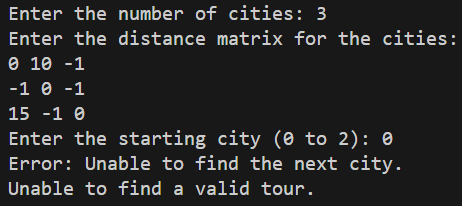 Enter the number of cities: 3
Enter the distance matrix for the cities:
0 10 -1
-1 0 -1
15 -1 0
Enter the starting city (0 to 2): 0
Error: Unable to find the next city.
Unable to find a valid tour.